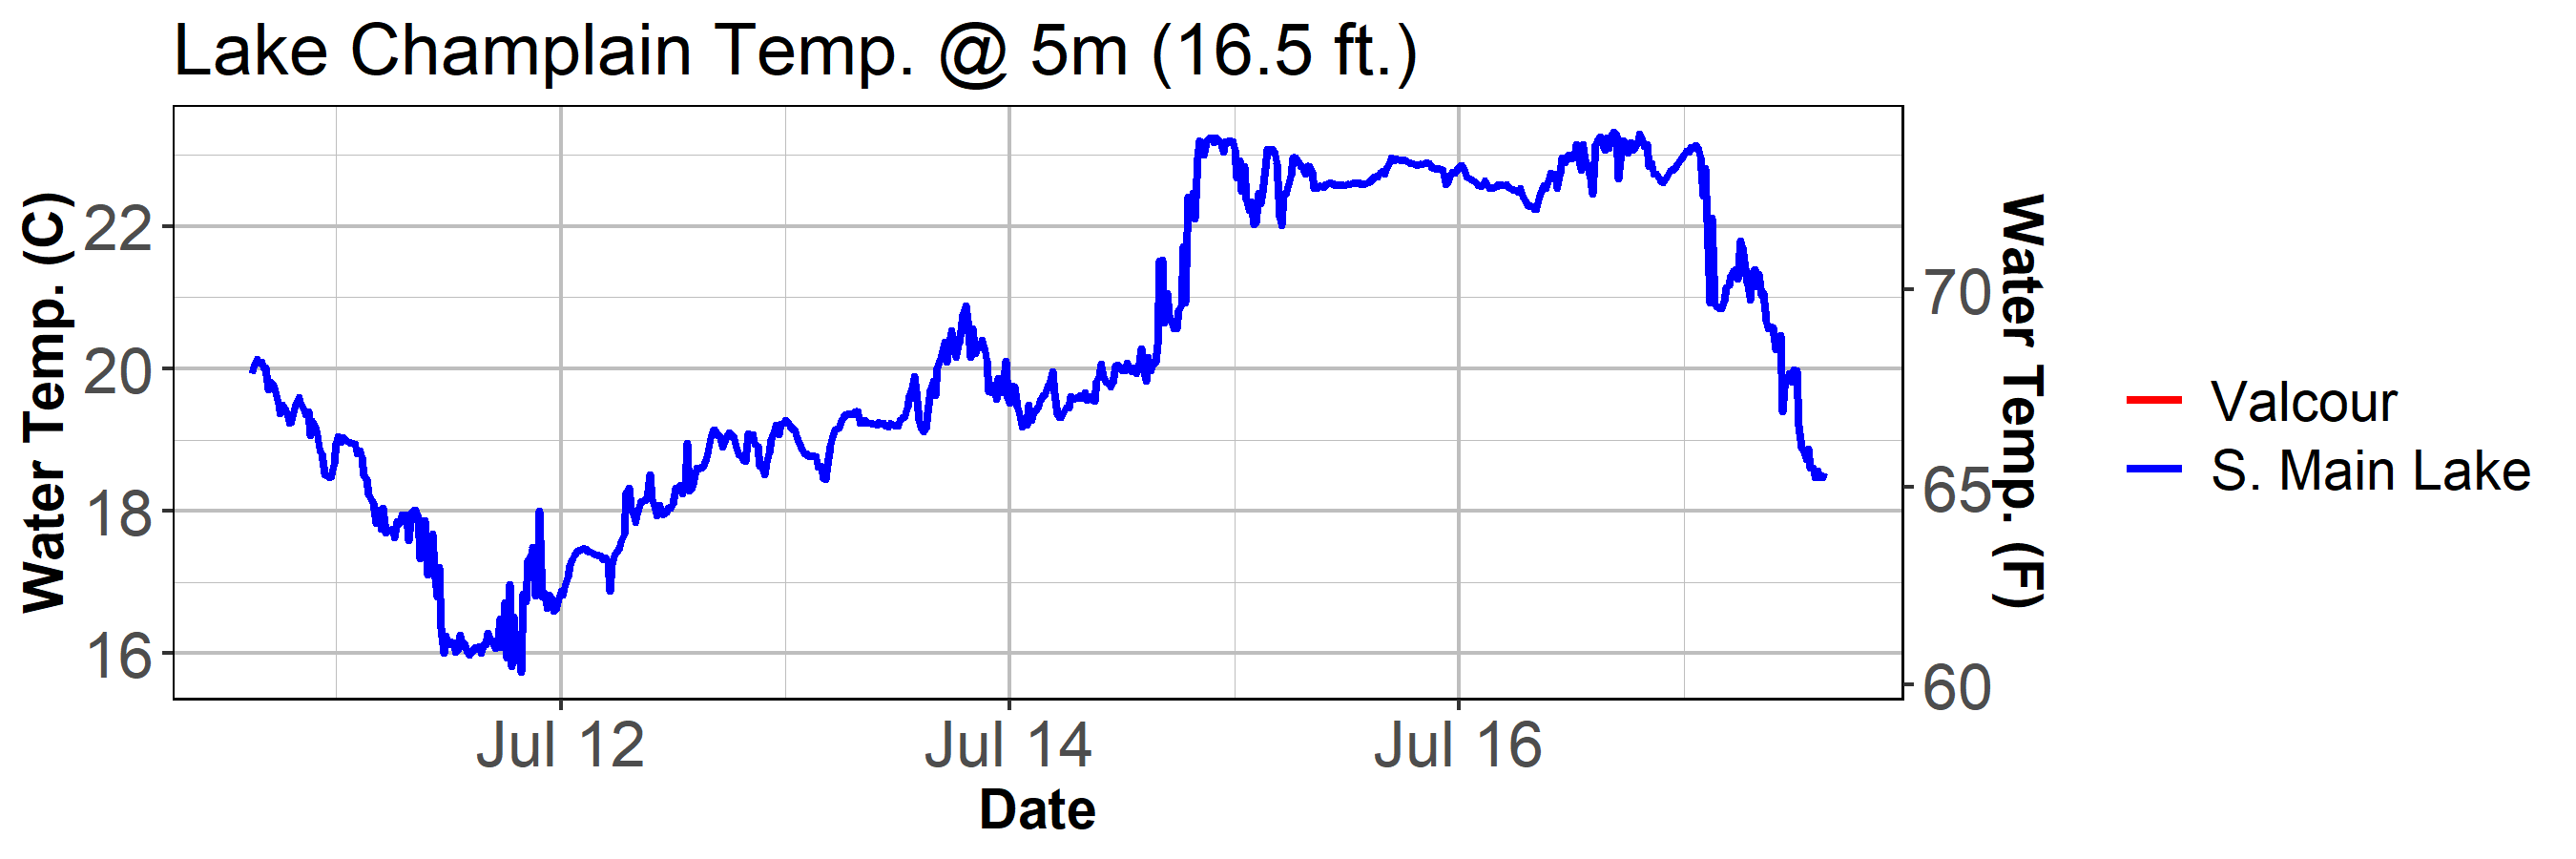 Lake Champlain Temp. @ 5m (16.5 ft.)
Water Temp. (C)
22
20
18
16
Water Temp. (F)
70
65
60
Jul 12
Jul 14
Jul 16
Date
Valcour
S. Main Lake